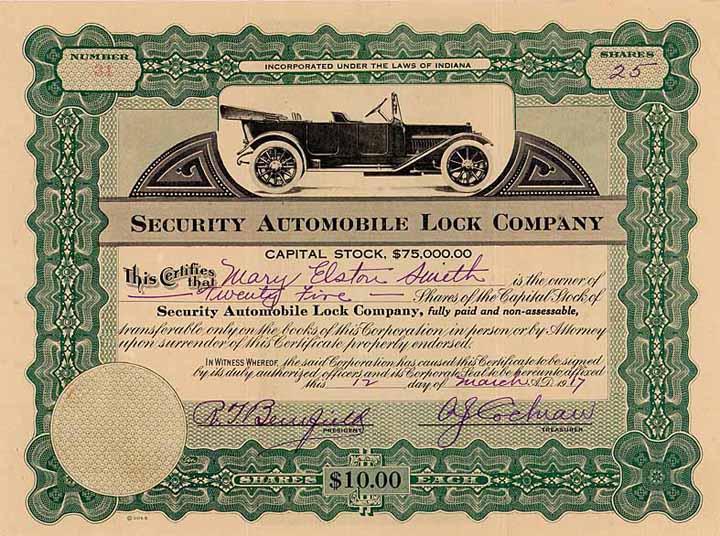 NUMBER
31
INCORPORATED UNDER THE LAWS OF INDIANA
SHARES
25
SECURITY AUTOMOBILE LOCK COMPANY
CAPITAL STOCK, $75,000.00
This Certifies that Mary Elston Smith is the owner of
Twenty Five Shares of the Capital Stock of
Security Automobile Lock Company, fully paid and non-assessable,
transferable only on the books of this Corporation in person or by Attorney
upon surrender of this Certificate properly endorsed.
IN WITNESS WHEREOF, the said Corporation has caused this Certificate to be signed
by its duly authorized officers and its Corporate Seal to be hereunto affixed
this 12 day of March A.D. 1917
PRESIDENT
A J Cochran
TREASURER
SHARES $10.00 EACH